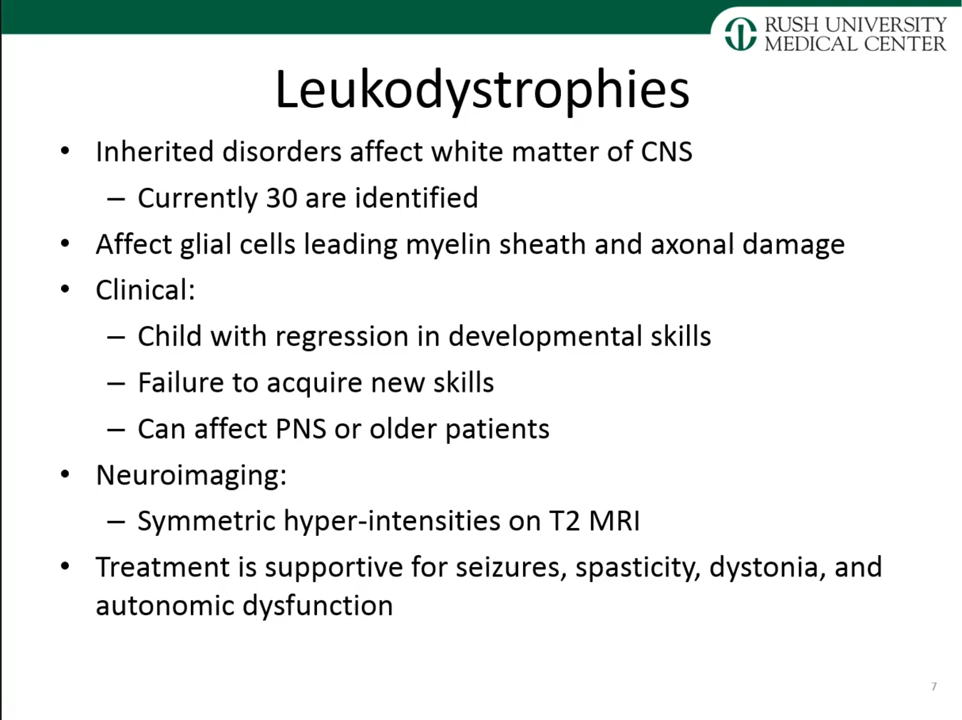 RUSH UNIVERSITY
MEDICAL CENTER
Leukodystrophies
• Inherited disorders affect white matter of CNS
– Currently 30 are identified
• Affect glial cells leading myelin sheath and axonal damage
• Clinical:
– Child with regression in developmental skills
– Failure to acquire new skills
– Can affect PNS or older patients
• Neuroimaging:
– Symmetric hyper-intensities on T2 MRI
• Treatment is supportive for seizures, spasticity, dystonia, and
autonomic dysfunction
7